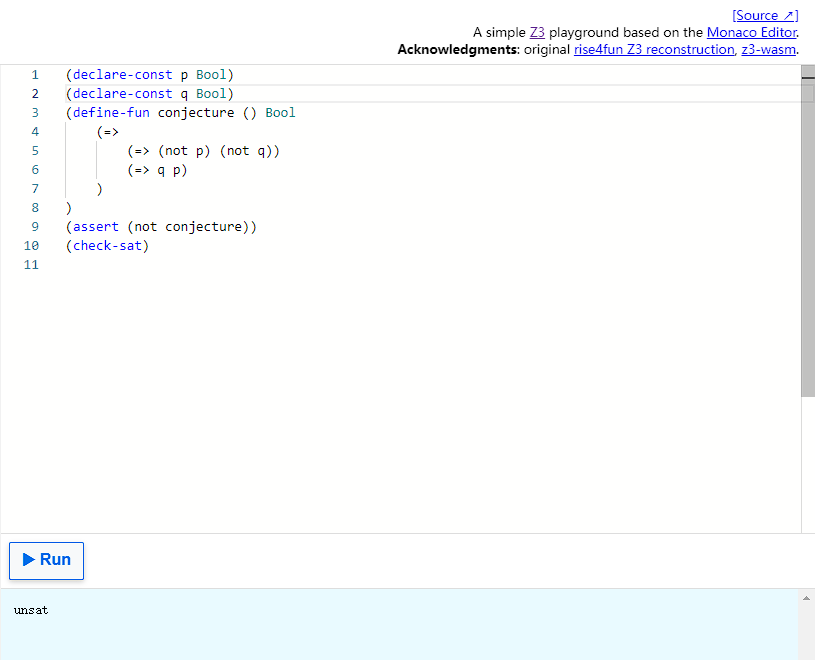 [Source ↗]
A simple Z3 playground based on the Monaco Editor.
Acknowledgments: original rise4fun Z3 reconstruction, z3-wasm.
1 (declare-const p Bool)
2 (declare-const q Bool)
3 (define-fun conjecture () Bool
4     (=>
5         (=> (not p) (not q))
6         (=> q p)
7     )
8 )
9 (assert (not conjecture))
10 (check-sat)
11
▶ Run
unsat